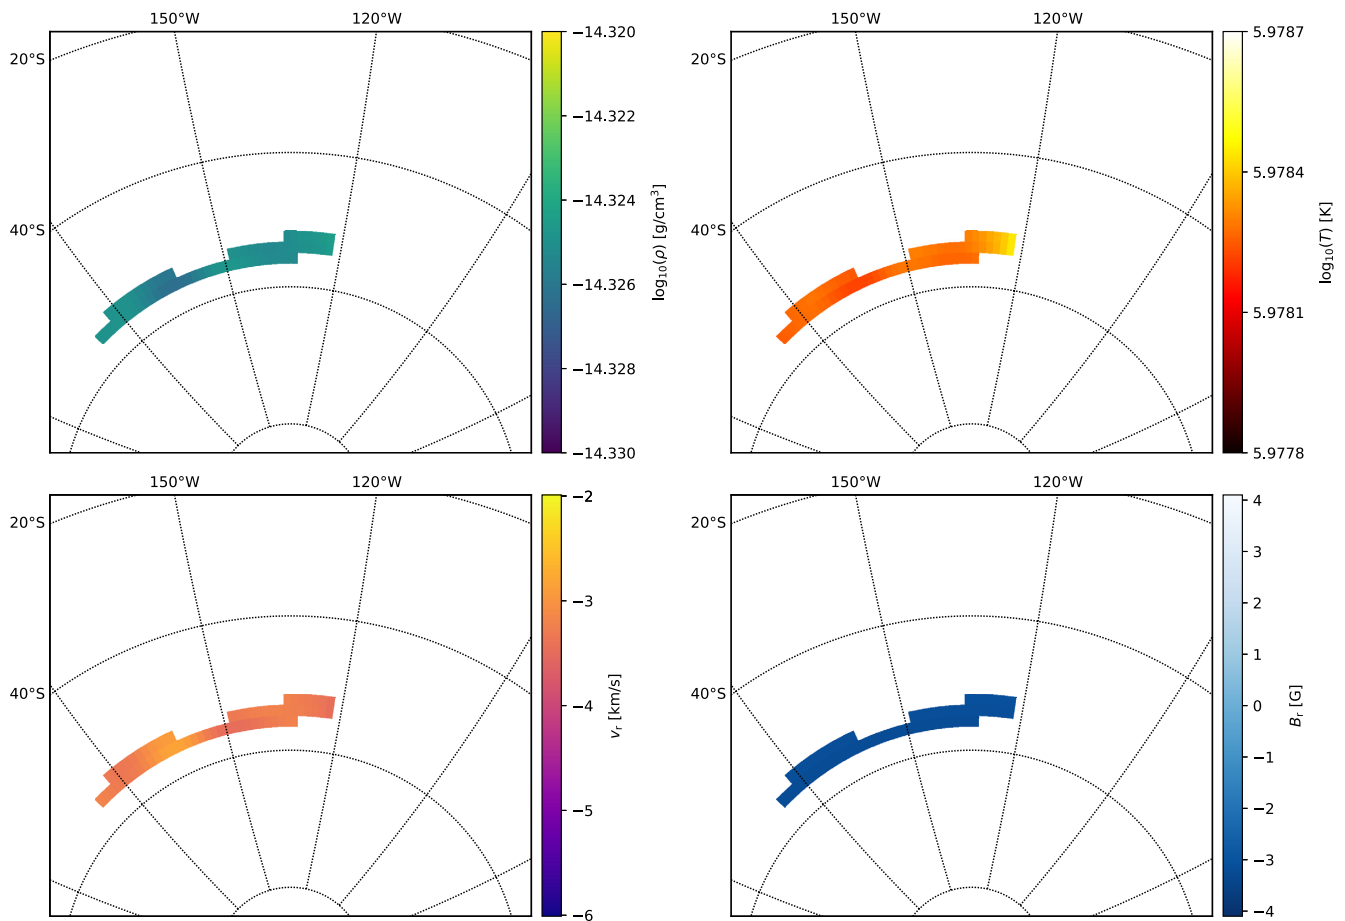 150°W 120°W
20°S
40°S
−14.320
−14.322
−14.324
−14.326
−14.328
−14.330
log₁₀(ρ) [g/cm³]
150°W 120°W
20°S
40°S
5.9787
5.9784
5.9781
5.9778
log₁₀(T) [K]
150°W 120°W
20°S
40°S
−2
−3
−4
−5
−6
vᵣ [km/s]
150°W 120°W
20°S
40°S
4
3
2
1
0
−1
−2
−3
−4
Bᵣ [G]